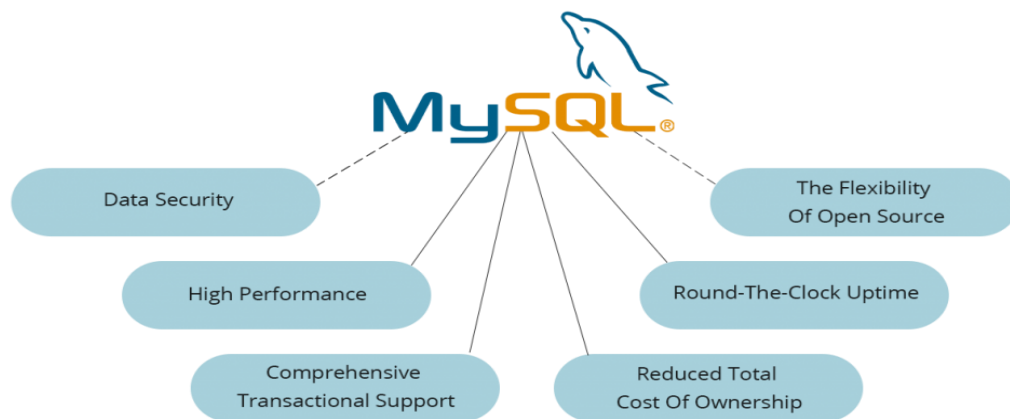 MySQL®
Data Security
The Flexibility
Of Open Source
High Performance
Round-The-Clock Uptime
Comprehensive
Transactional Support
Reduced Total
Cost Of Ownership